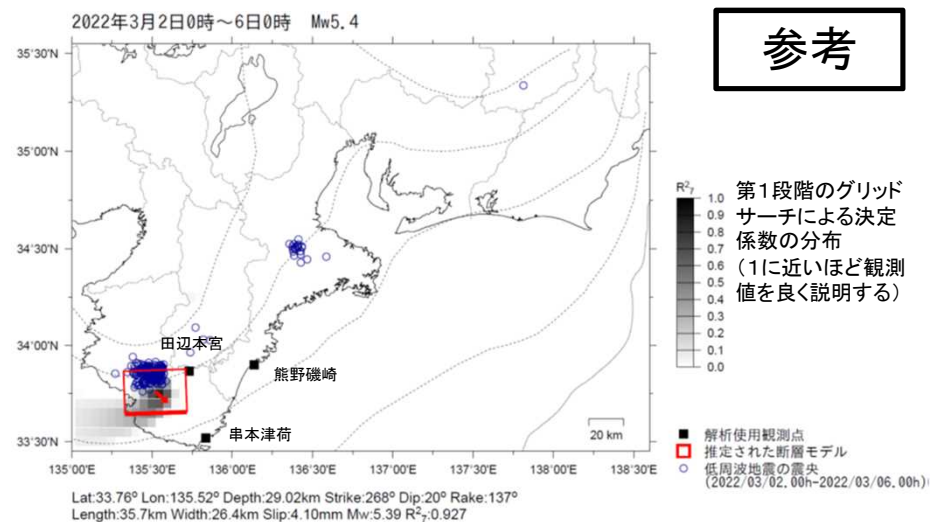 2022年3月2日0時～6日0時　Mw5.4
参考
35°30'N
35°00'N
34°30'N
34°00'N
33°30'N
135°00'E
135°30'E
136°00'E
136°30'E
137°00'E
137°30'E
138°00'E
138°30'E
田辺本宮
熊野磯崎
串本津荷
20 km
R²₇
1.0
0.9
0.8
0.7
0.6
0.5
0.4
0.3
0.2
0.1
0.0
第１段階のグリッド
サーチによる決定
係数の分布
（１に近いほど観測
値を良く説明する）
解析使用観測点
推定された断層モデル
低周波地震の震央
(2022/03/02.00h-2022/03/06.00h)
Lat:33.76° Lon:135.52° Depth:29.02km Strike:268° Dip:20° Rake:137°
Length:35.7km Width:26.4km Slip:4.10mm Mw:5.39 R²₇:0.927